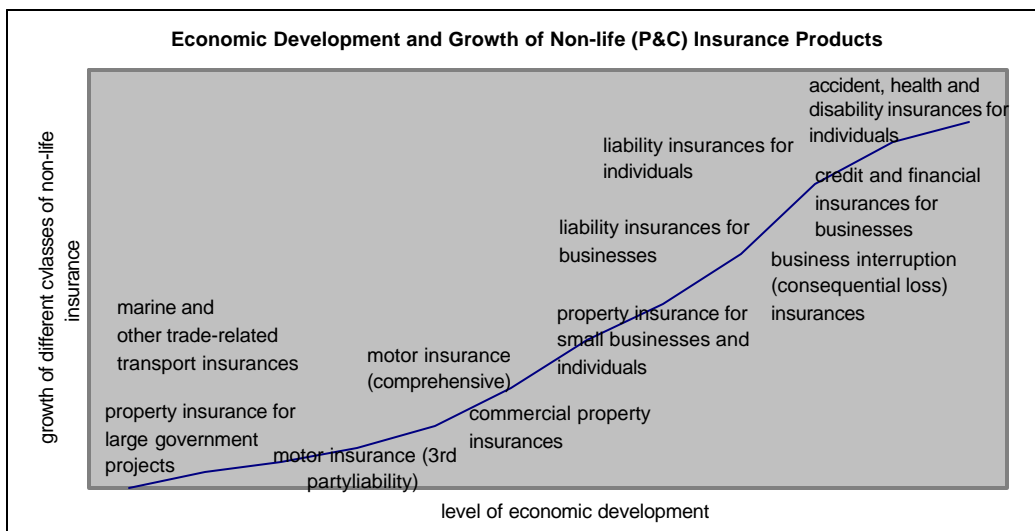 Economic Development and Growth of Non-life (P&C) Insurance Products
growth of different cvlasses of non-life
insurance
accident, health and
disability insurances for
individuals
liability insurances for
individuals
credit and financial
insurances for
businesses
liability insurances for
businesses
business interruption
(consequential loss)
insurances
marine and
other trade-related
transport insurances
property insurance for
small businesses and
individuals
motor insurance
(comprehensive)
property insurance for
large government
projects
commercial property
insurances
motor insurance (3rd
partyliability)
level of economic development